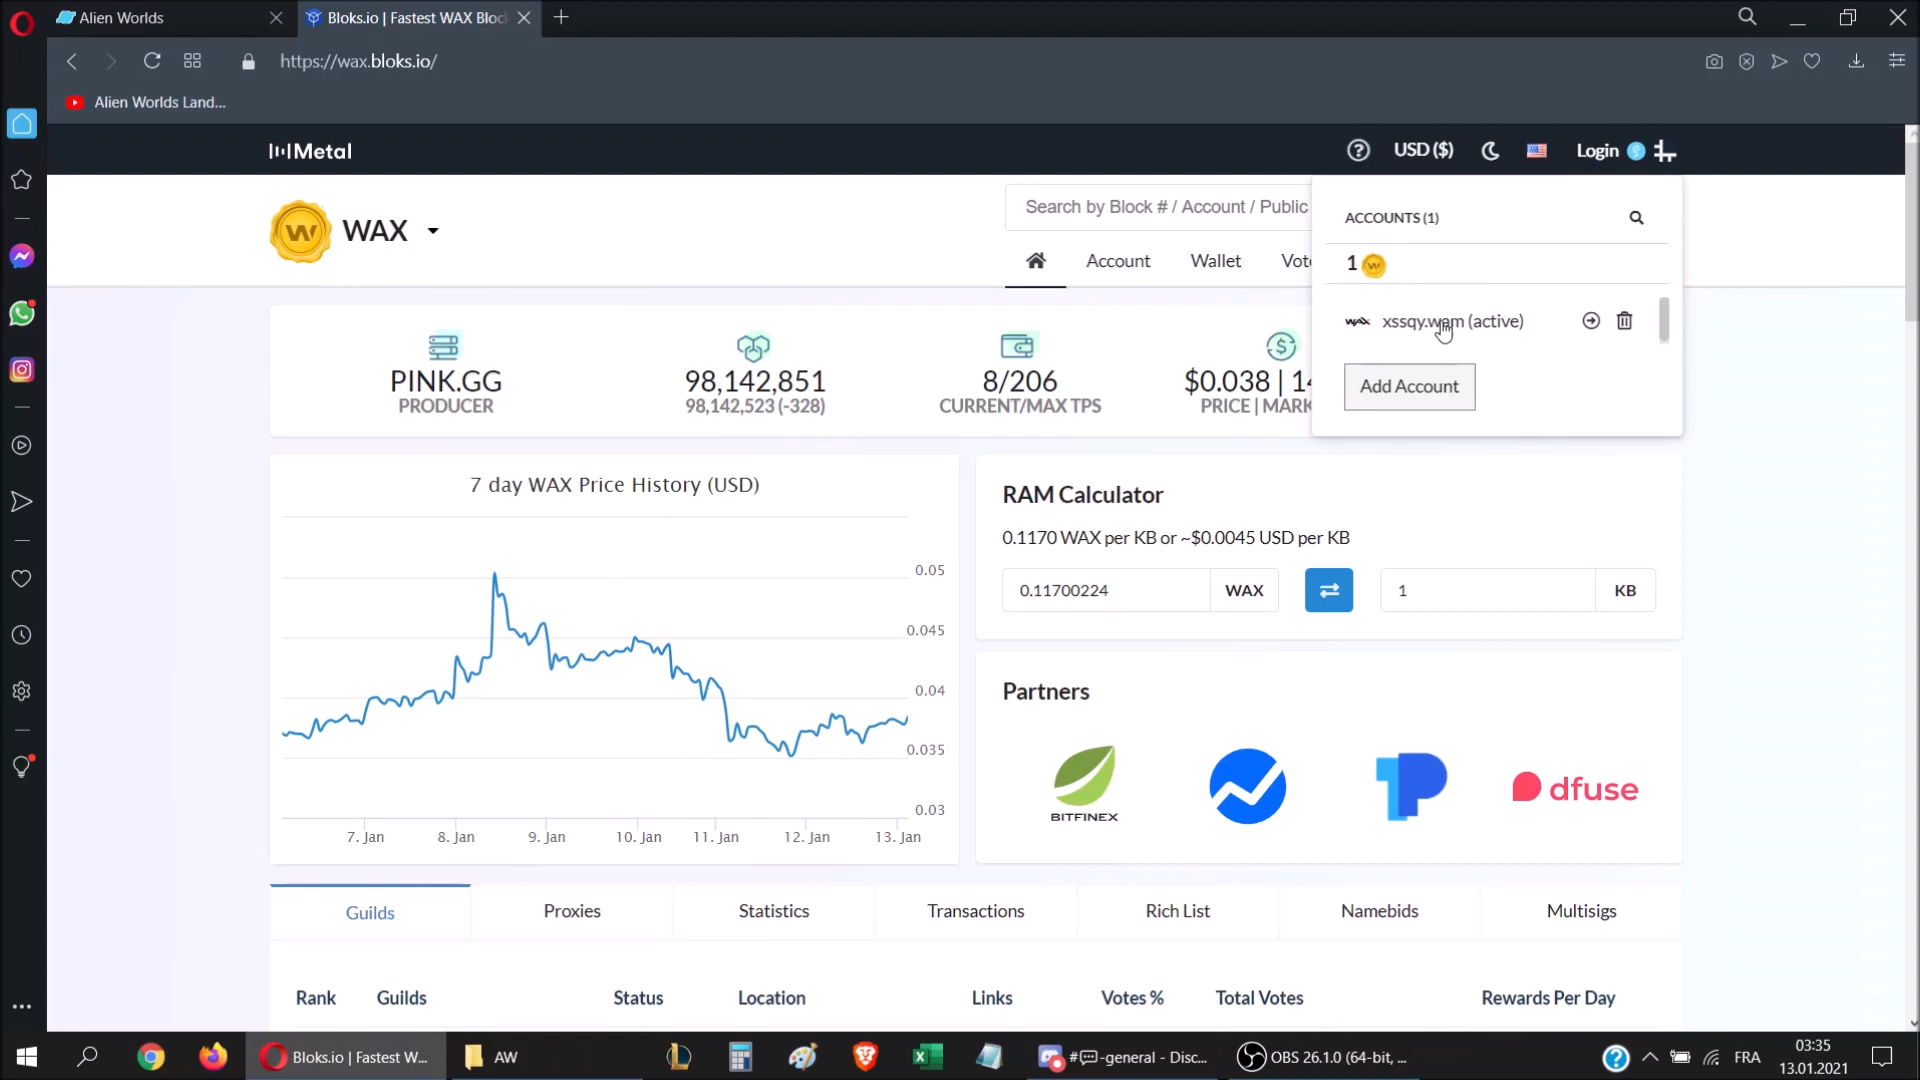 Alien Worlds
Bloks.io | Fastest WAX Bloc
https://wax.bloks.io/
Alien Worlds Land...
Metal
USD ($)
Login
WAX
Search by Block # / Account / Public
Account
Wallet
Vote
ACCOUNTS (1)
1
WAX xssqy.wam (active)
Add Account
PINK.GG
PRODUCER
98,142,851
98,142,523 (-328)
8/206
CURRENT/MAX TPS
$0.038 | 14
PRICE | MARK
7 day WAX Price History (USD)
0.05
0.045
0.04
0.035
0.03
7. Jan
8. Jan
9. Jan
10. Jan
11. Jan
12. Jan
13. Jan
RAM Calculator
0.1170 WAX per KB or ~$0.0045 USD per KB
0.11700224 WAX
1 KB
Partners
BITFINEX
dfuse
Guilds
Proxies
Statistics
Transactions
Rich List
Namebids
Multisigs
Rank Guilds Status Location Links Votes % Total Votes Rewards Per Day
Bloks.io | Fastest W...
AW
#-general - Disc...
OBS 26.1.0 (64-bit, ...
FRA
03:35
13.01.2021